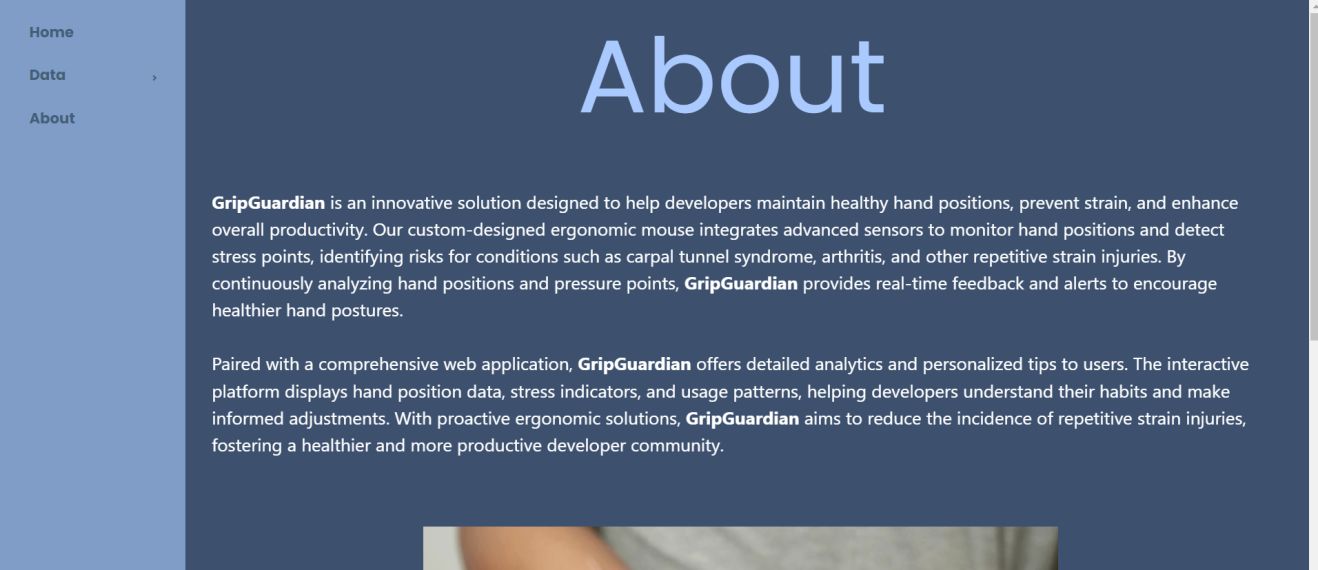 Home
Data
About
About
GripGuardian is an innovative solution designed to help developers maintain healthy hand positions, prevent strain, and enhance
overall productivity. Our custom-designed ergonomic mouse integrates advanced sensors to monitor hand positions and detect
stress points, identifying risks for conditions such as carpal tunnel syndrome, arthritis, and other repetitive strain injuries. By
continuously analyzing hand positions and pressure points, GripGuardian provides real-time feedback and alerts to encourage
healthier hand postures.
Paired with a comprehensive web application, GripGuardian offers detailed analytics and personalized tips to users. The interactive
platform displays hand position data, stress indicators, and usage patterns, helping developers understand their habits and make
informed adjustments. With proactive ergonomic solutions, GripGuardian aims to reduce the incidence of repetitive strain injuries,
fostering a healthier and more productive developer community.